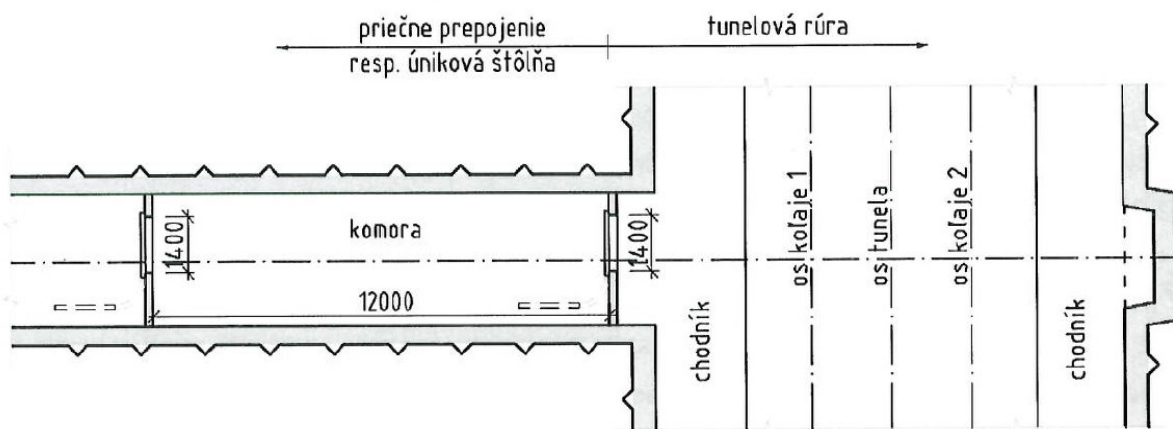 priečne prepojenie
resp. úniková štôlňa
tunelová rúra
komora
1400
1400
12000
chodník
os koľaje 1
os tunela
os koľaje 2
chodník